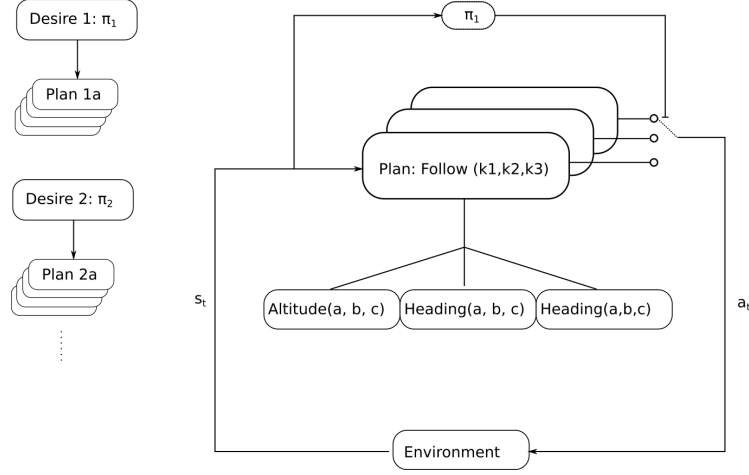 Desire 1: π1
Plan 1a
Desire 2: π2
Plan 2a
π1
Plan: Follow (k1,k2,k3)
Altitude(a, b, c)
Heading(a, b, c)
Heading(a,b,c)
st
at
Environment